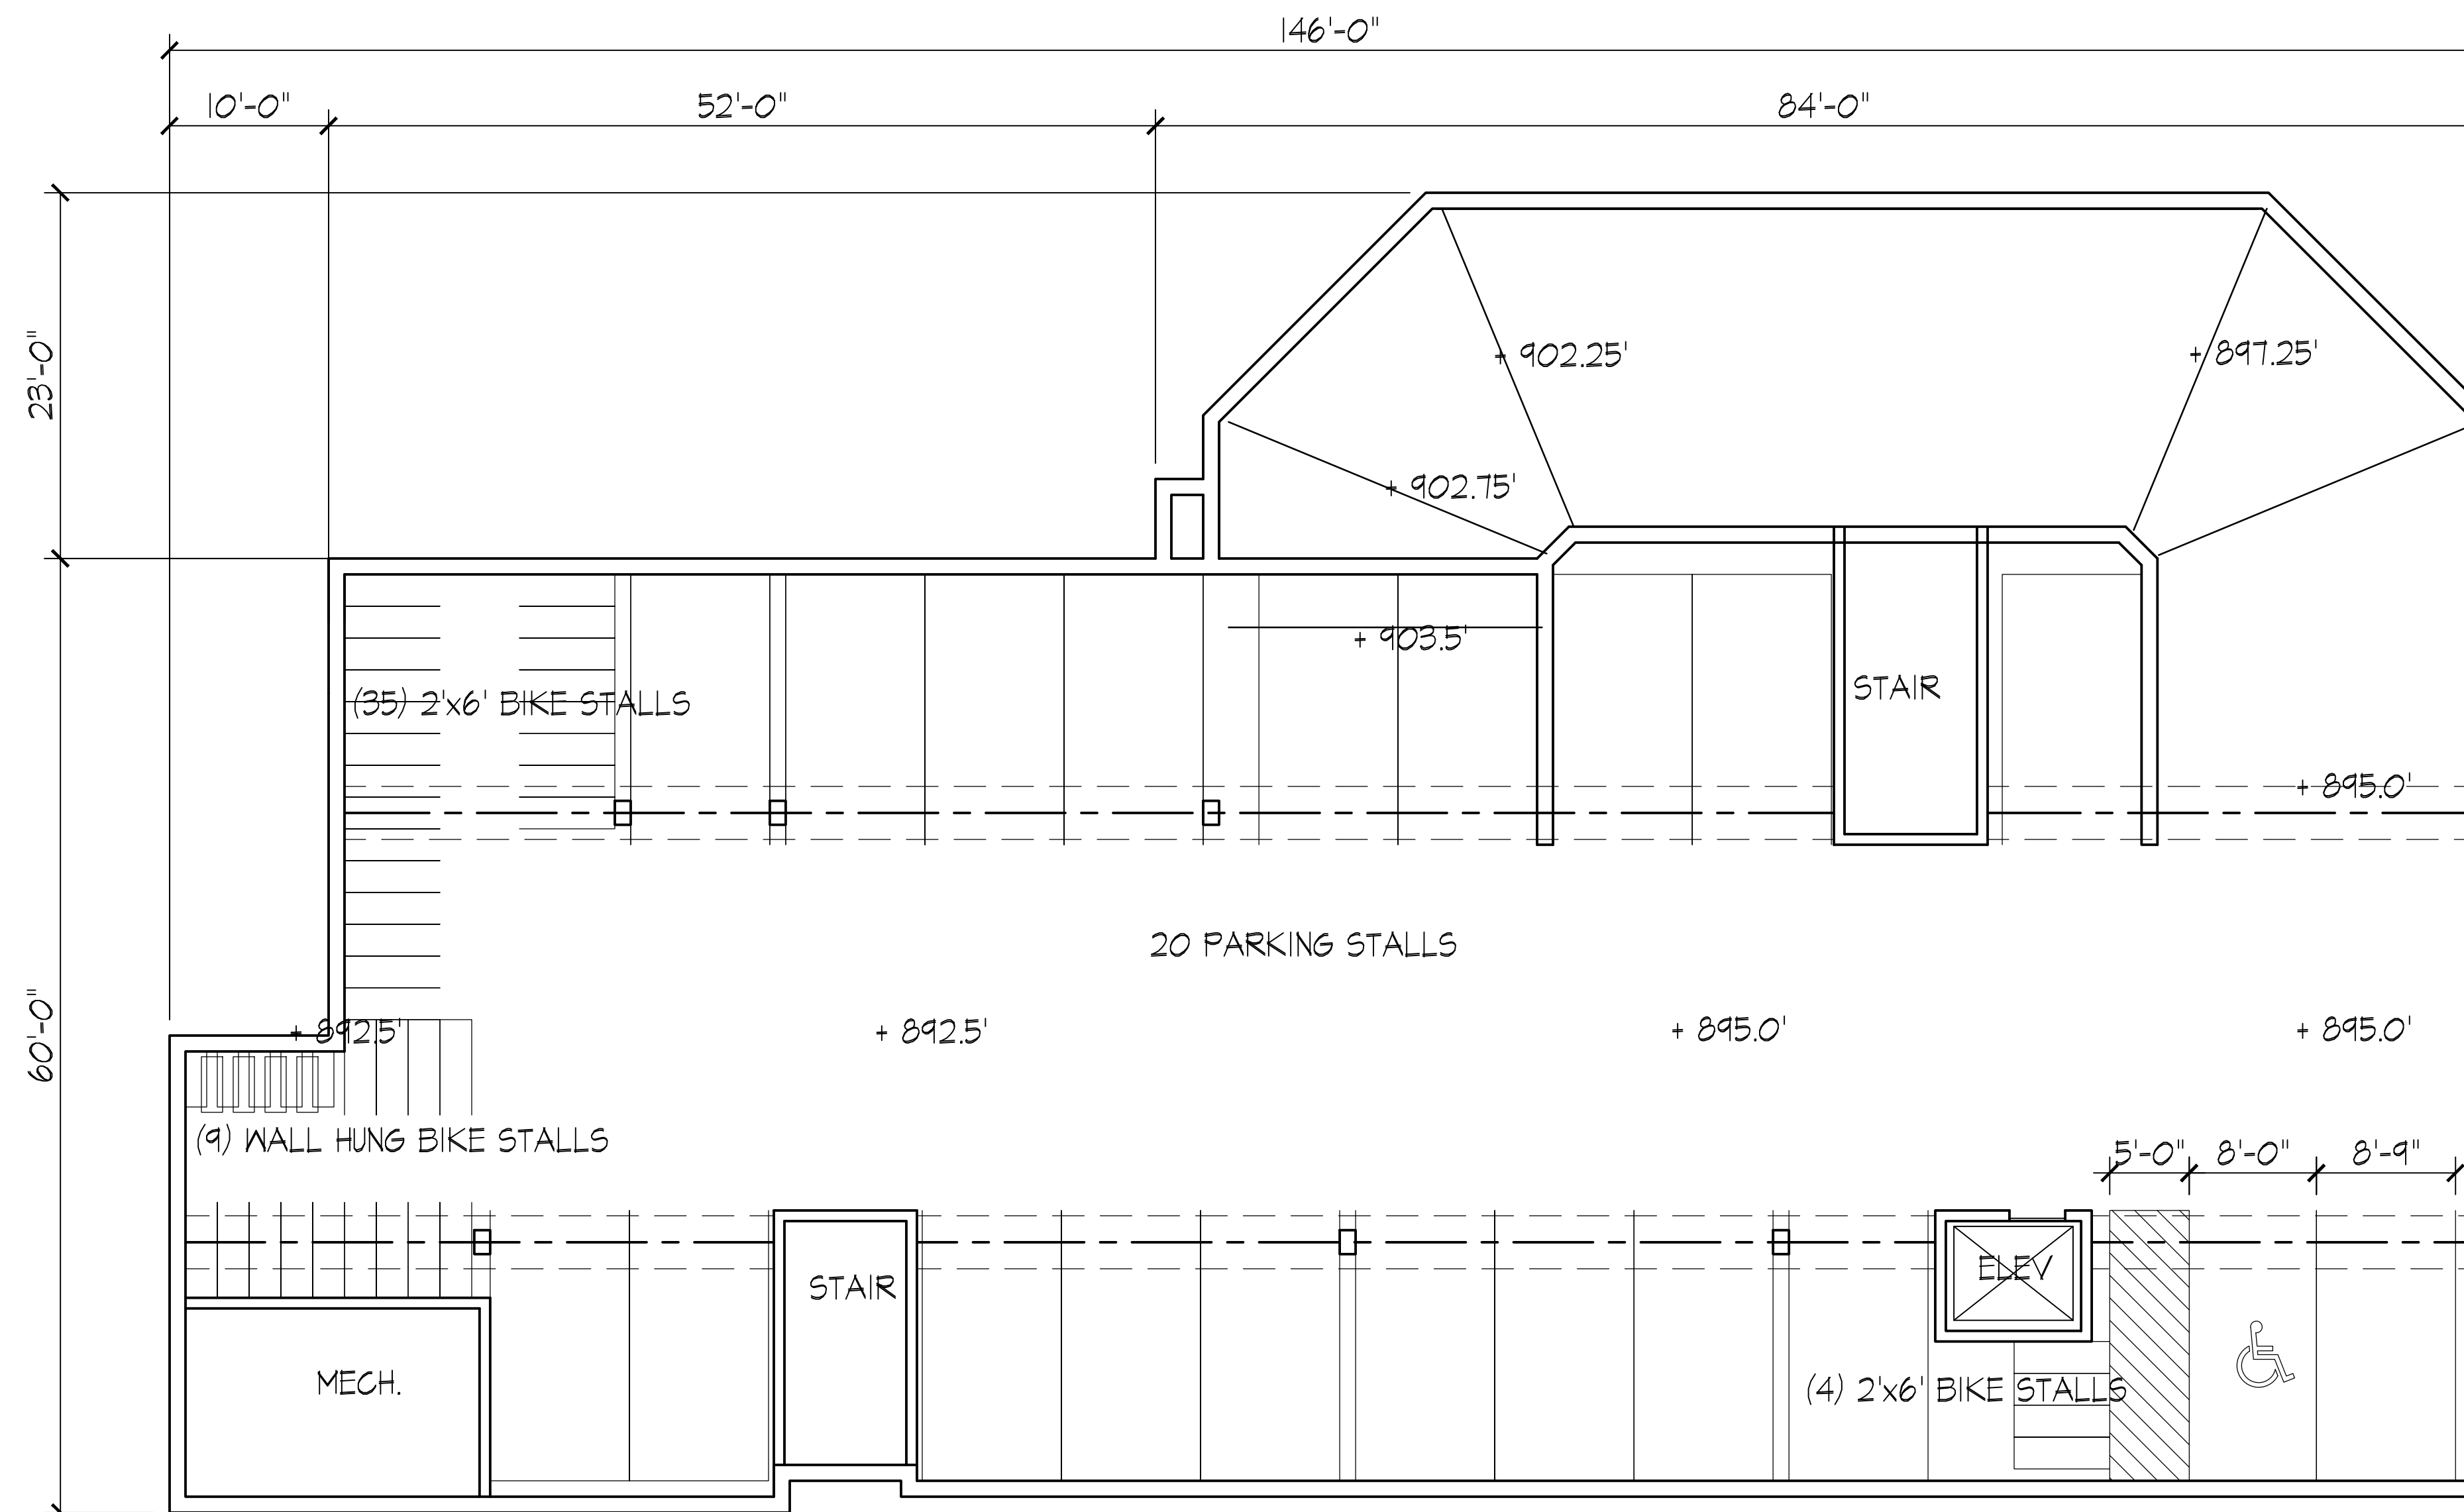 146'-0"
10'-0"
52'-0"
84'-0"
23'-0"
+ 902.25'
+ 897.25'
+ 902.75'
+ 903.5'
STAIR
(35) 2'x6' BIKE STALLS
+ 895.0'
20 PARKING STALLS
60'-0"
+ 892.5'
+ 892.5'
+ 895.0'
+ 895.0'
(9) WALL HUNG BIKE STALLS
5'-0"
8'-0"
8'-9"
STAIR
ELEV
MECH.
(4) 2'x6' BIKE STALLS